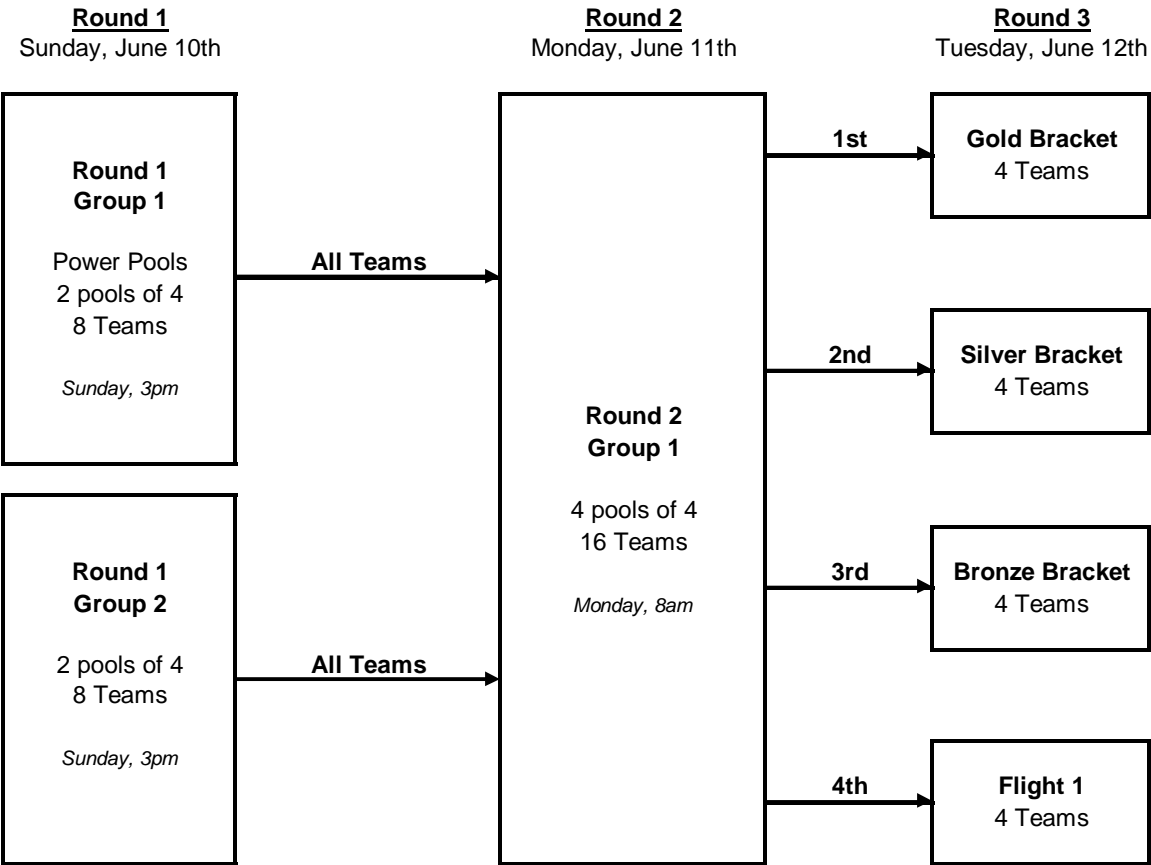 Round 1
Sunday, June 10th
Round 2
Monday, June 11th
Round 3
Tuesday, June 12th
Round 1
Group 1
Power Pools
2 pools of 4
8 Teams
Sunday, 3pm
All Teams
Round 1
Group 2
2 pools of 4
8 Teams
Sunday, 3pm
All Teams
Round 2
Group 1
4 pools of 4
16 Teams
Monday, 8am
1st
Gold Bracket
4 Teams
2nd
Silver Bracket
4 Teams
3rd
Bronze Bracket
4 Teams
4th
Flight 1
4 Teams